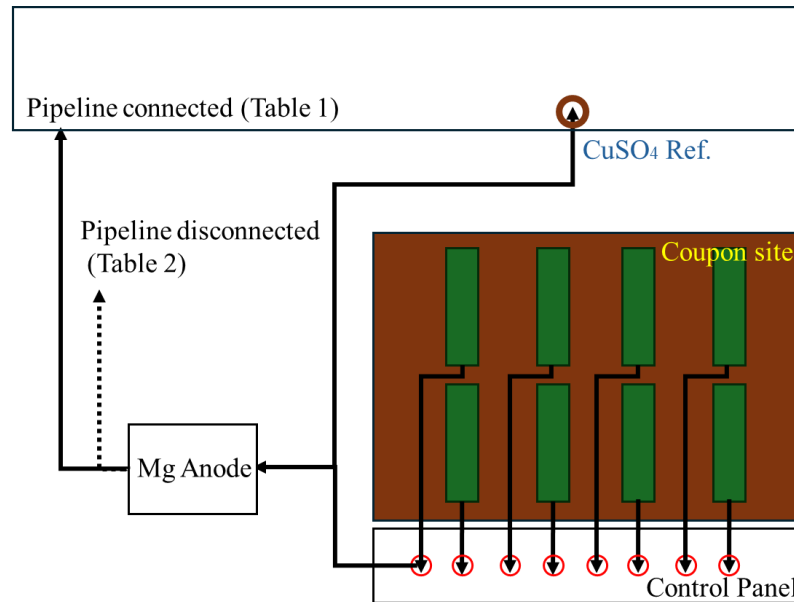 Pipeline connected (Table 1)
CuSO₄ Ref.
Pipeline disconnected
(Table 2)
Coupon site
Mg Anode
Control Panel